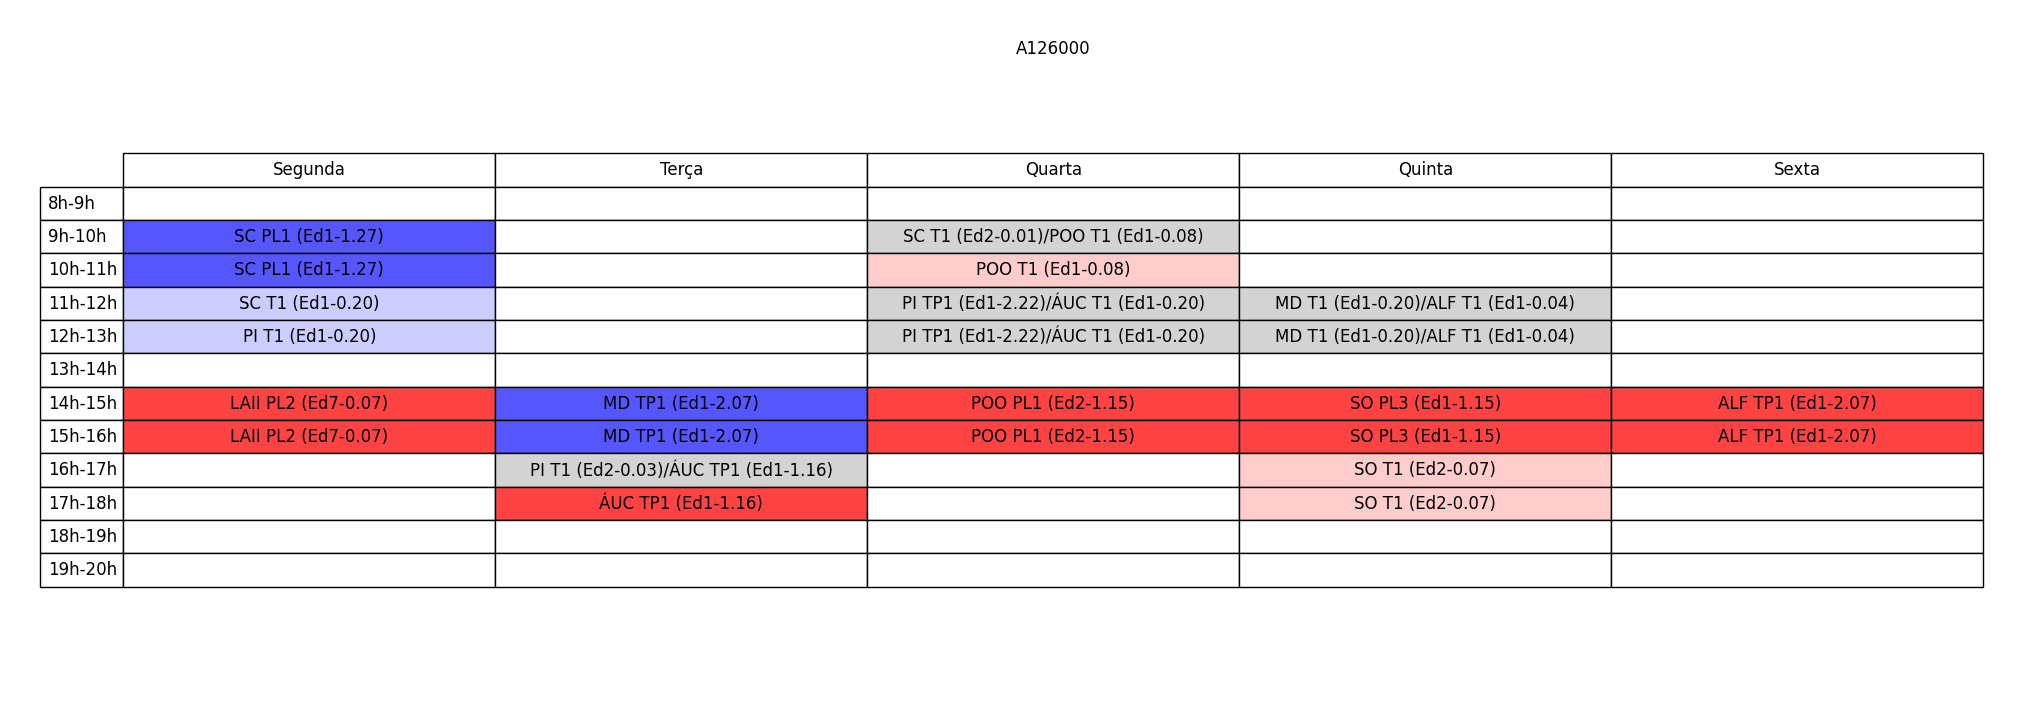 A126000
Segunda Terça Quarta Quinta Sexta
8h-9h
9h-10h SC PL1 (Ed1-1.27) SC T1 (Ed2-0.01)/POO T1 (Ed1-0.08)
10h-11h SC PL1 (Ed1-1.27) POO T1 (Ed1-0.08)
11h-12h SC T1 (Ed1-0.20) PI TP1 (Ed1-2.22)/ÁUC T1 (Ed1-0.20) MD T1 (Ed1-0.20)/ALF T1 (Ed1-0.04)
12h-13h PI T1 (Ed1-0.20) PI TP1 (Ed1-2.22)/ÁUC T1 (Ed1-0.20) MD T1 (Ed1-0.20)/ALF T1 (Ed1-0.04)
13h-14h
14h-15h LAII PL2 (Ed7-0.07) MD TP1 (Ed1-2.07) POO PL1 (Ed2-1.15) SO PL3 (Ed1-1.15) ALF TP1 (Ed1-2.07)
15h-16h LAII PL2 (Ed7-0.07) MD TP1 (Ed1-2.07) POO PL1 (Ed2-1.15) SO PL3 (Ed1-1.15) ALF TP1 (Ed1-2.07)
16h-17h PI T1 (Ed2-0.03)/ÁUC TP1 (Ed1-1.16) SO T1 (Ed2-0.07)
17h-18h ÁUC TP1 (Ed1-1.16) SO T1 (Ed2-0.07)
18h-19h
19h-20h